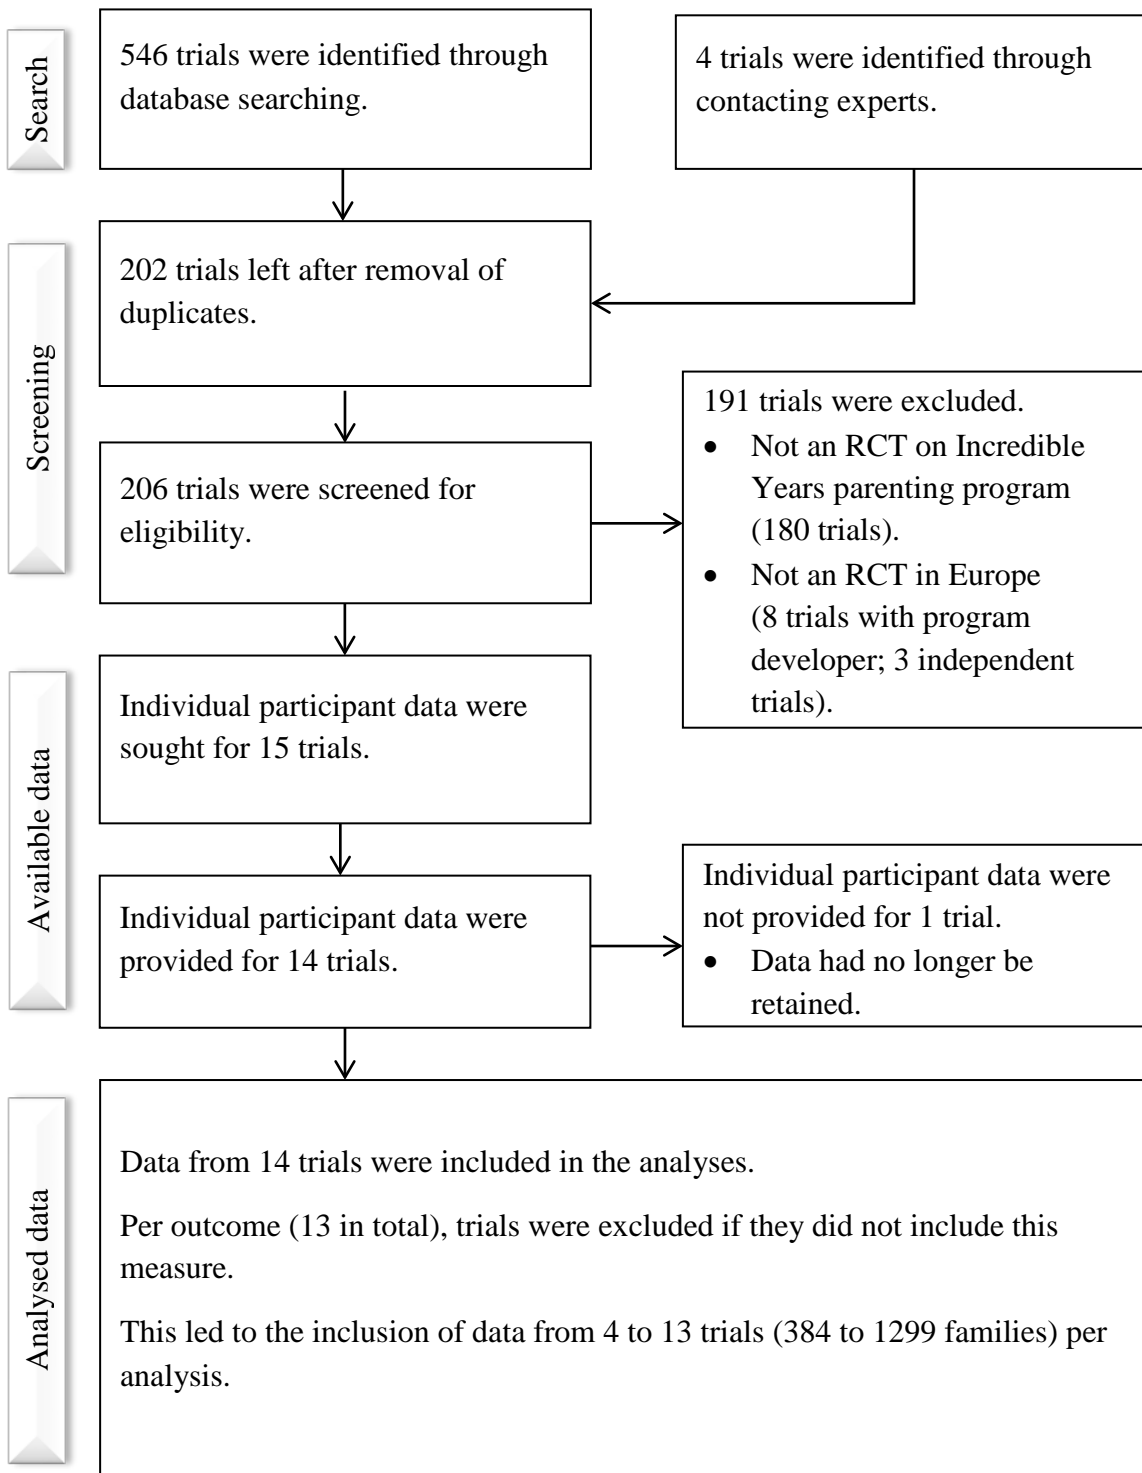 Search
546 trials were identified through
database searching.
4 trials were identified through
contacting experts.
Screening
202 trials left after removal of
duplicates.
206 trials were screened for
eligibility.
191 trials were excluded.
• Not an RCT on Incredible
Years parenting program
(180 trials).
• Not an RCT in Europe
(8 trials with program
developer; 3 independent
trials).
Available data
Individual participant data were
sought for 15 trials.
Individual participant data were
provided for 14 trials.
Individual participant data were
not provided for 1 trial.
• Data had no longer be
retained.
Analysed data
Data from 14 trials were included in the analyses.
Per outcome (13 in total), trials were excluded if they did not include this
measure.
This led to the inclusion of data from 4 to 13 trials (384 to 1299 families) per
analysis.